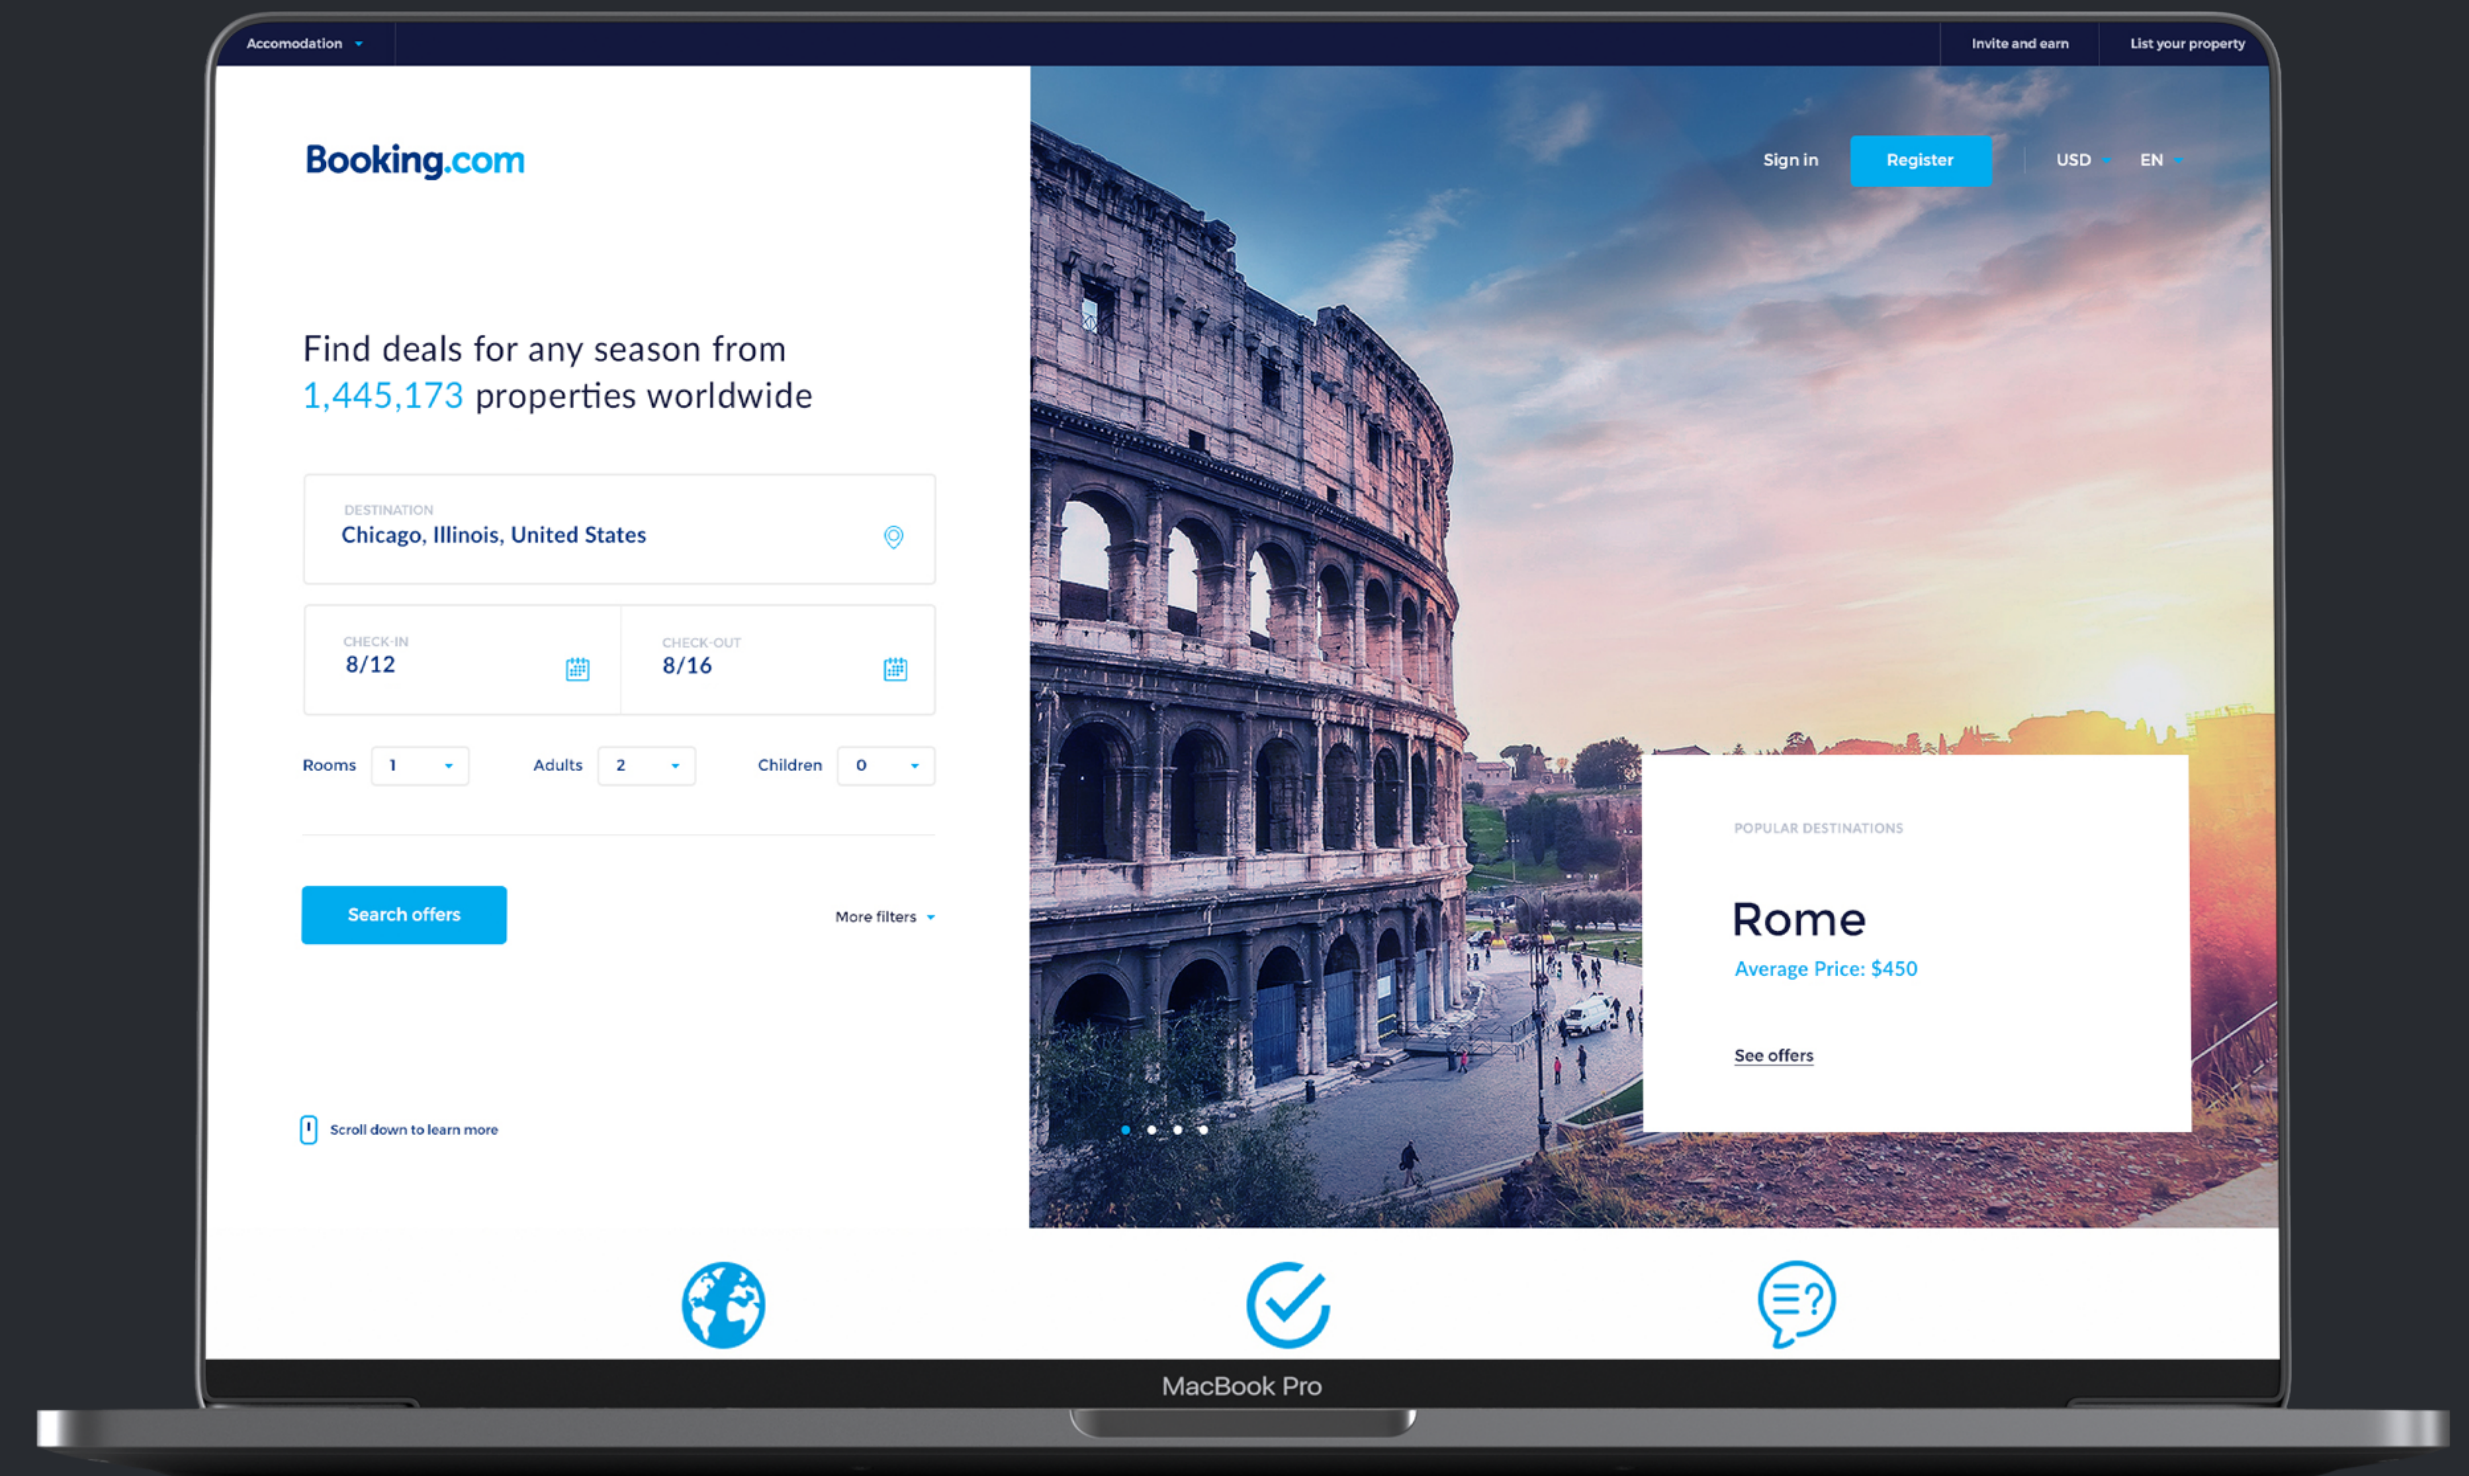 Accomodation
Invite and earn
List your property
Booking.com
Sign in
Register
USD
EN
Find deals for any season from
1,445,173 properties worldwide
DESTINATION
Chicago, Illinois, United States
CHECK-IN
8/12
CHECK-OUT
8/16
Rooms 1
Adults 2
Children 0
Search offers
More filters
Scroll down to learn more
POPULAR DESTINATIONS
Rome
Average Price: $450
See offers
?
MacBook Pro